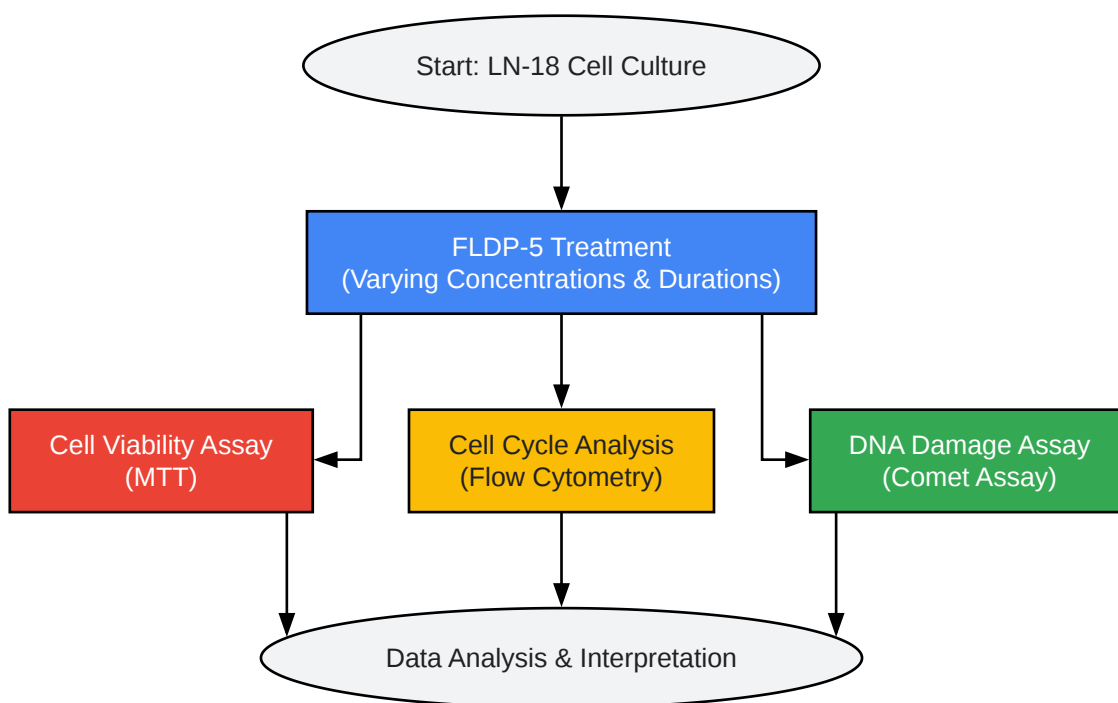 Start: LN-18 Cell Culture
FLDP-5 Treatment
(Varying Concentrations & Durations)
Cell Viability Assay
(MTT)
Cell Cycle Analysis
(Flow Cytometry)
DNA Damage Assay
(Comet Assay)
Data Analysis & Interpretation